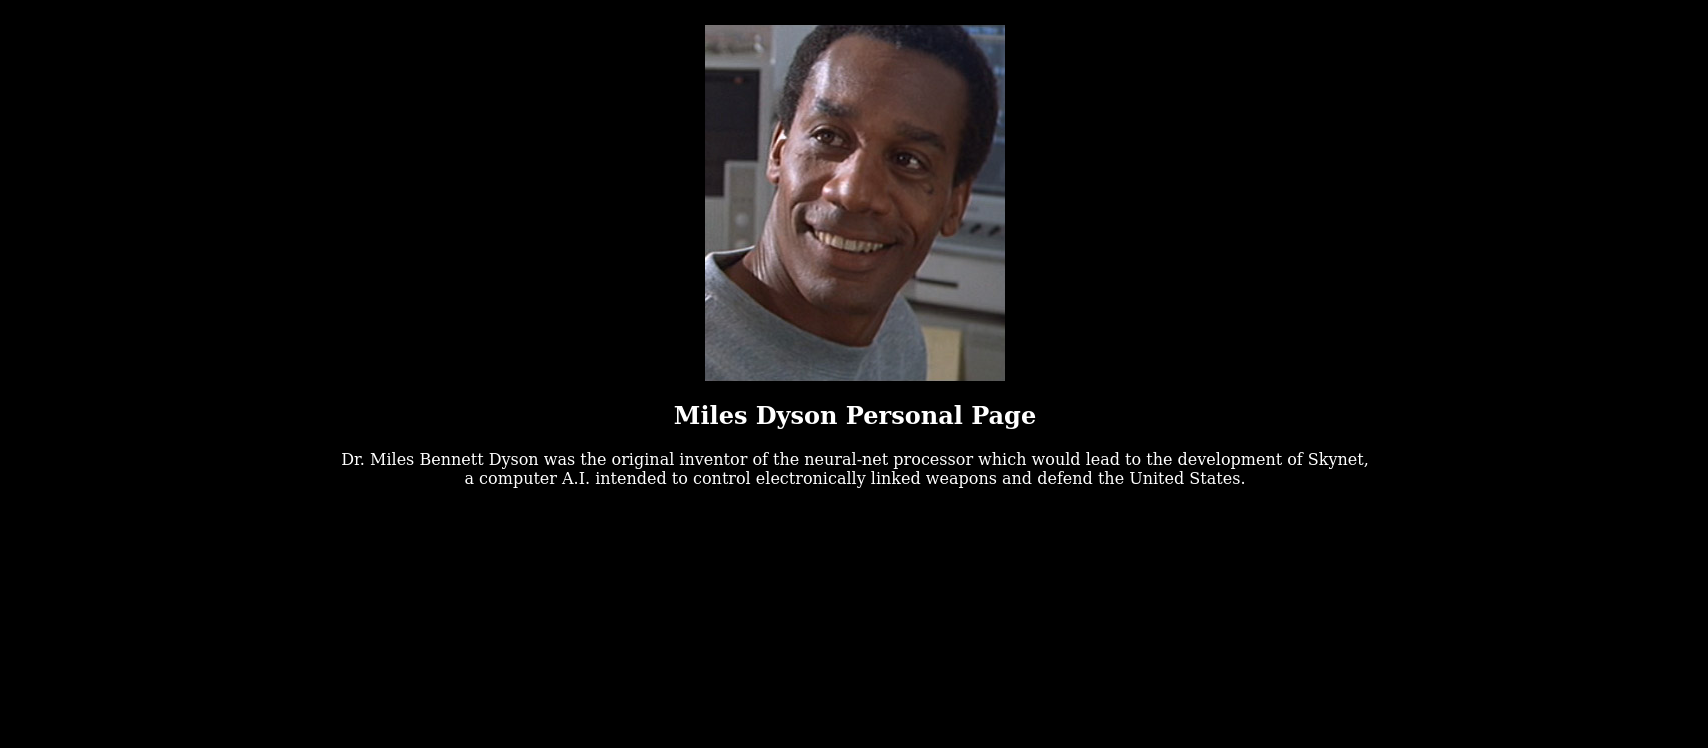 Miles Dyson Personal Page
Dr. Miles Bennett Dyson was the original inventor of the neural-net processor which would lead to the development of Skynet,
a computer A.I. intended to control electronically linked weapons and defend the United States.